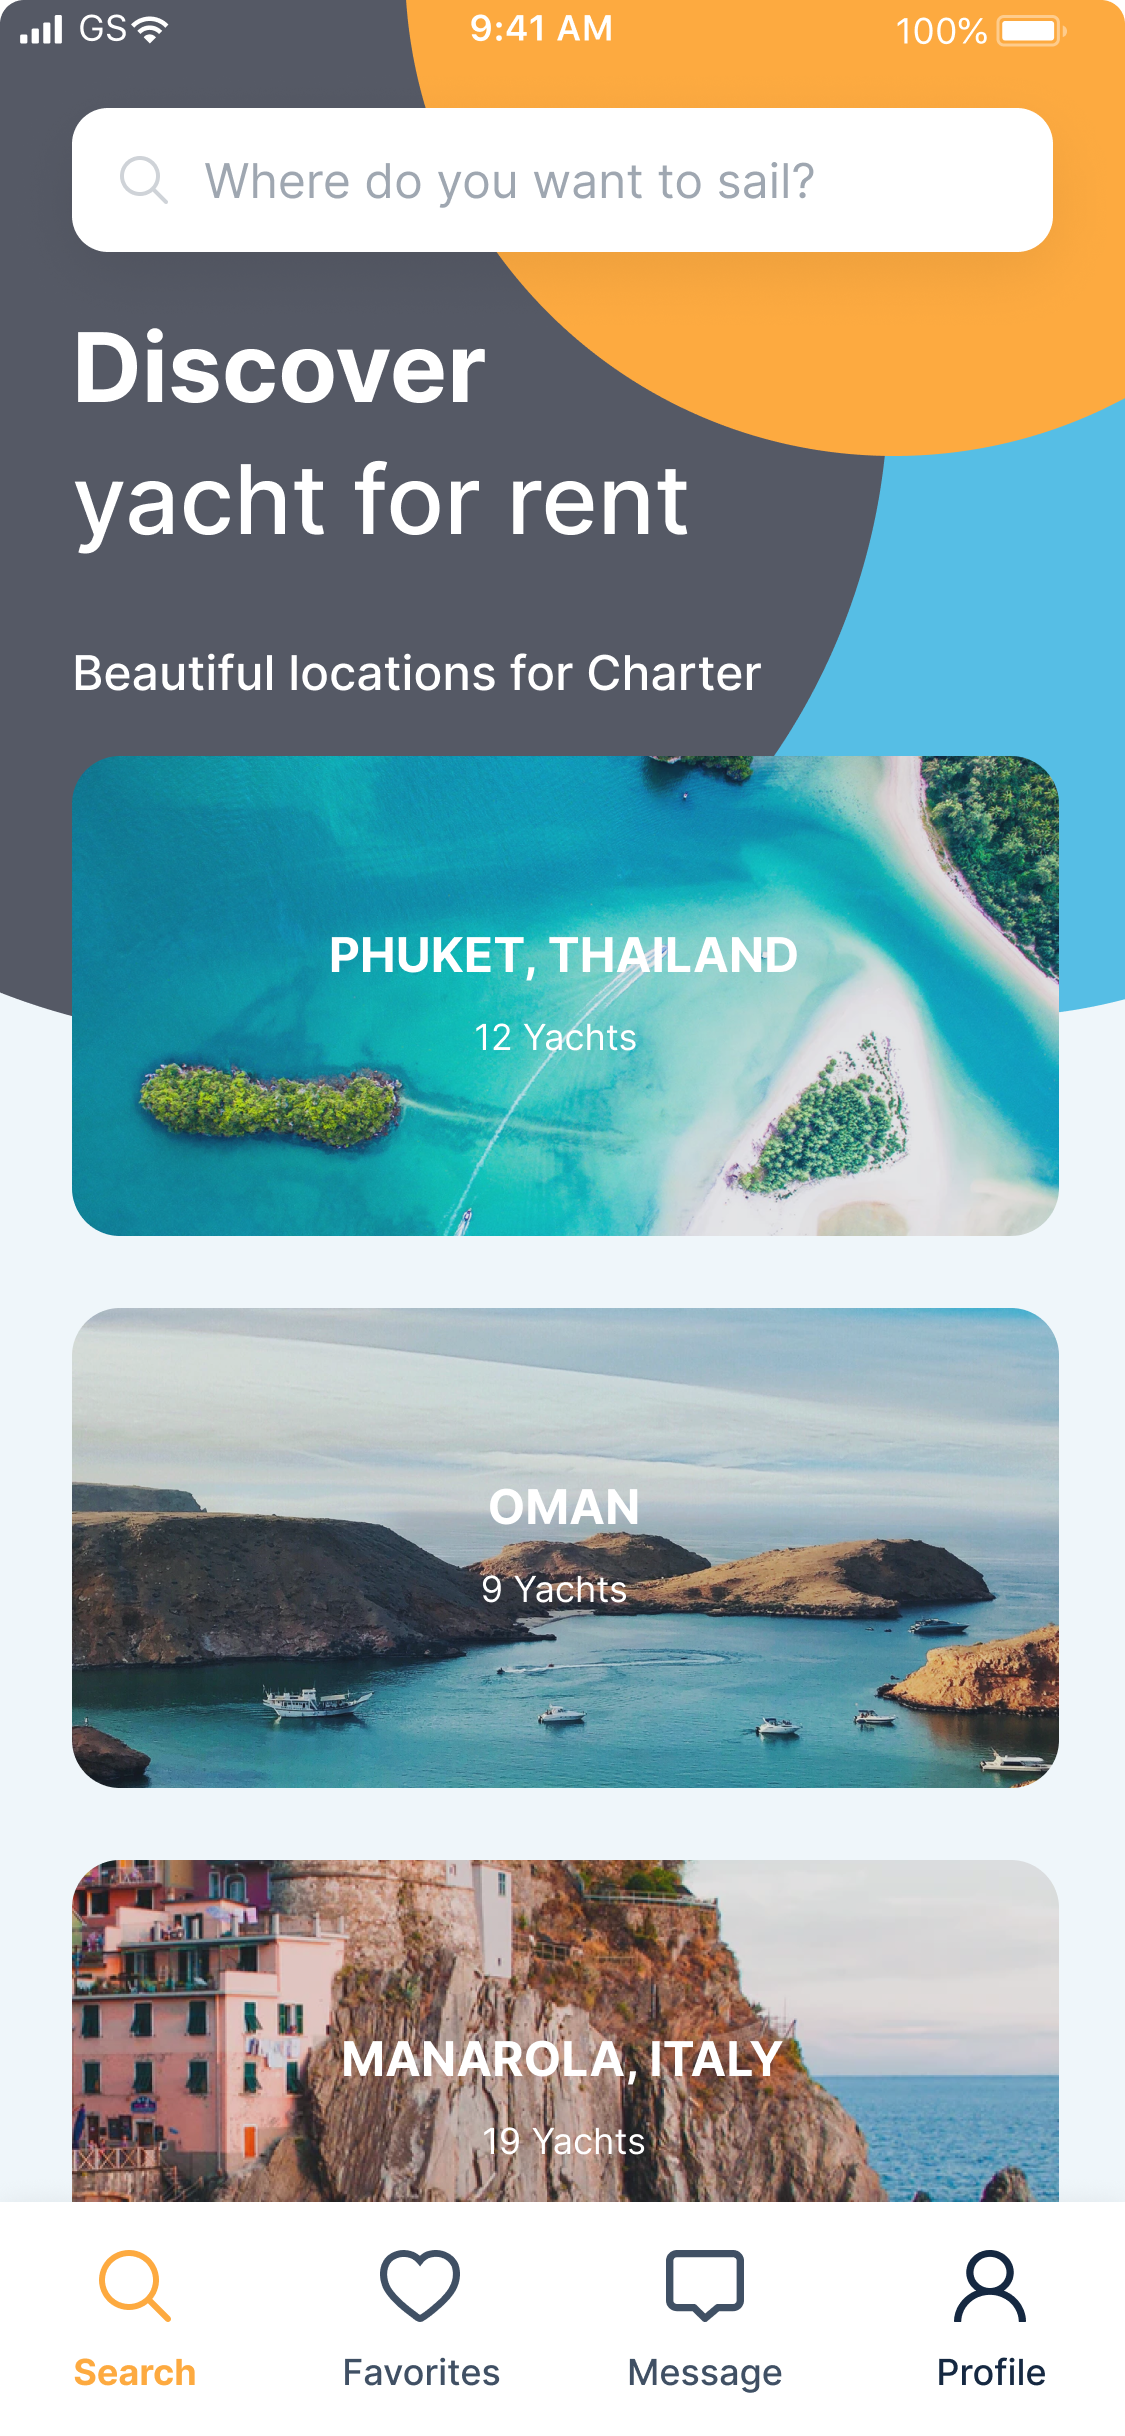 GS
9:41 AM
100%
Where do you want to sail?
Discover
yacht for rent
Beautiful locations for Charter
PHUKET, THAILAND
12 Yachts
OMAN
9 Yachts
MANAROLA, ITALY
19 Yachts
Search
Favorites
Message
Profile